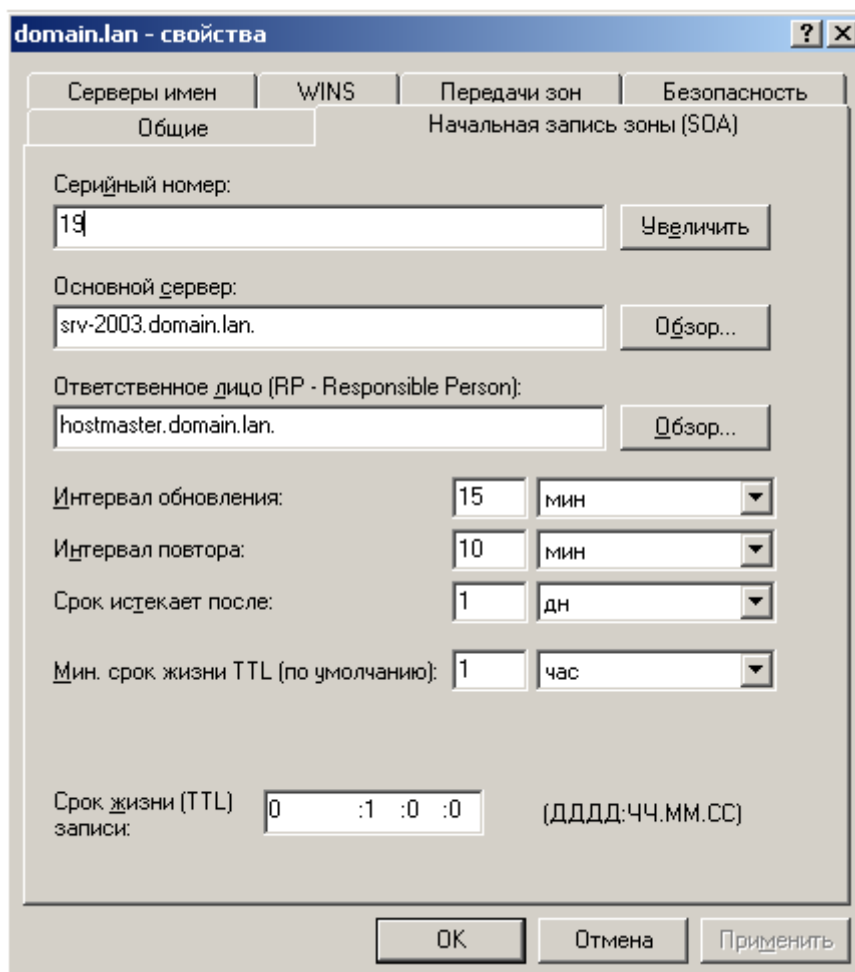 domain.lan - свойства
Серверы имен WINS Передачи зон Безопасность
Общие Начальная запись зоны (SOA)
Серийный номер:
19 Увеличить
Основной сервер:
srv-2003.domain.lan. Обзор...
Ответственное лицо (RP - Responsible Person):
hostmaster.domain.lan. Обзор...
Интервал обновления: 15 мин
Интервал повтора: 10 мин
Срок истекает после: 1 дн
Мин. срок жизни TTL (по умолчанию): 1 час
Срок жизни (TTL) записи: 0 :1 :0 :0 (ДДДД:ЧЧ.ММ.СС)
OK Отмена Применить